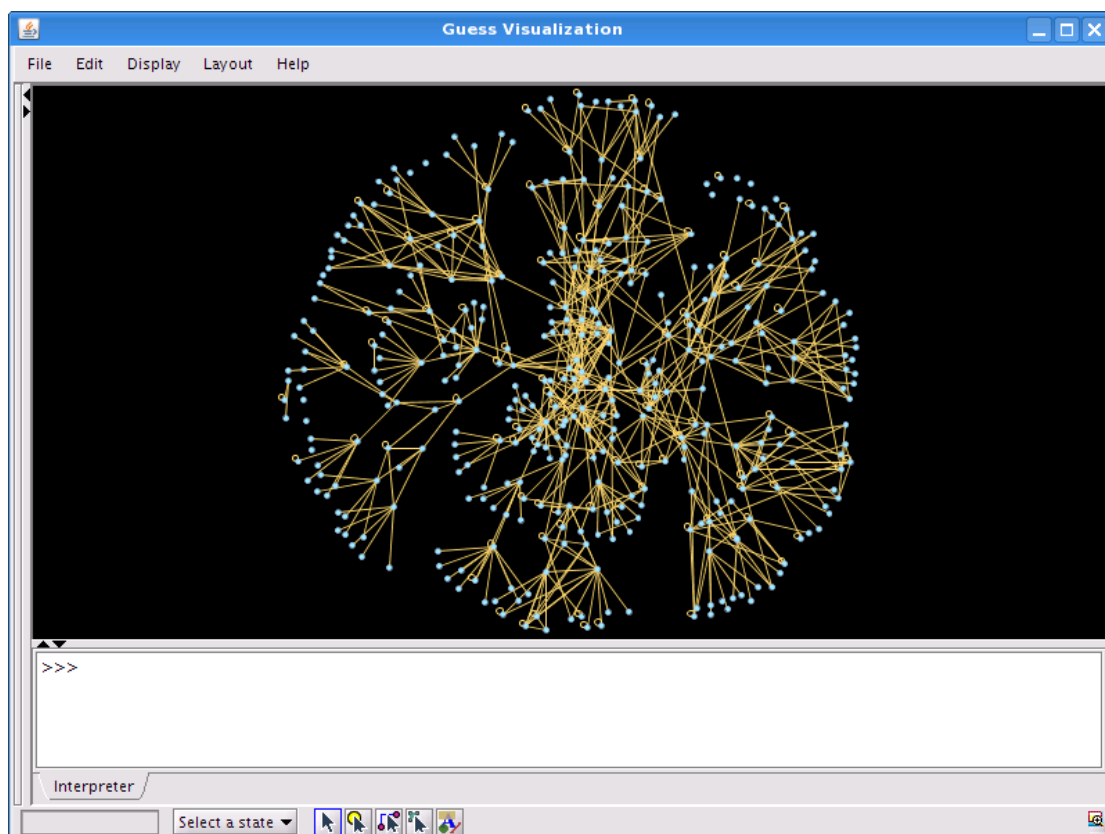 Guess Visualization
File Edit Display Layout Help
>>>
Interpreter
Select a state